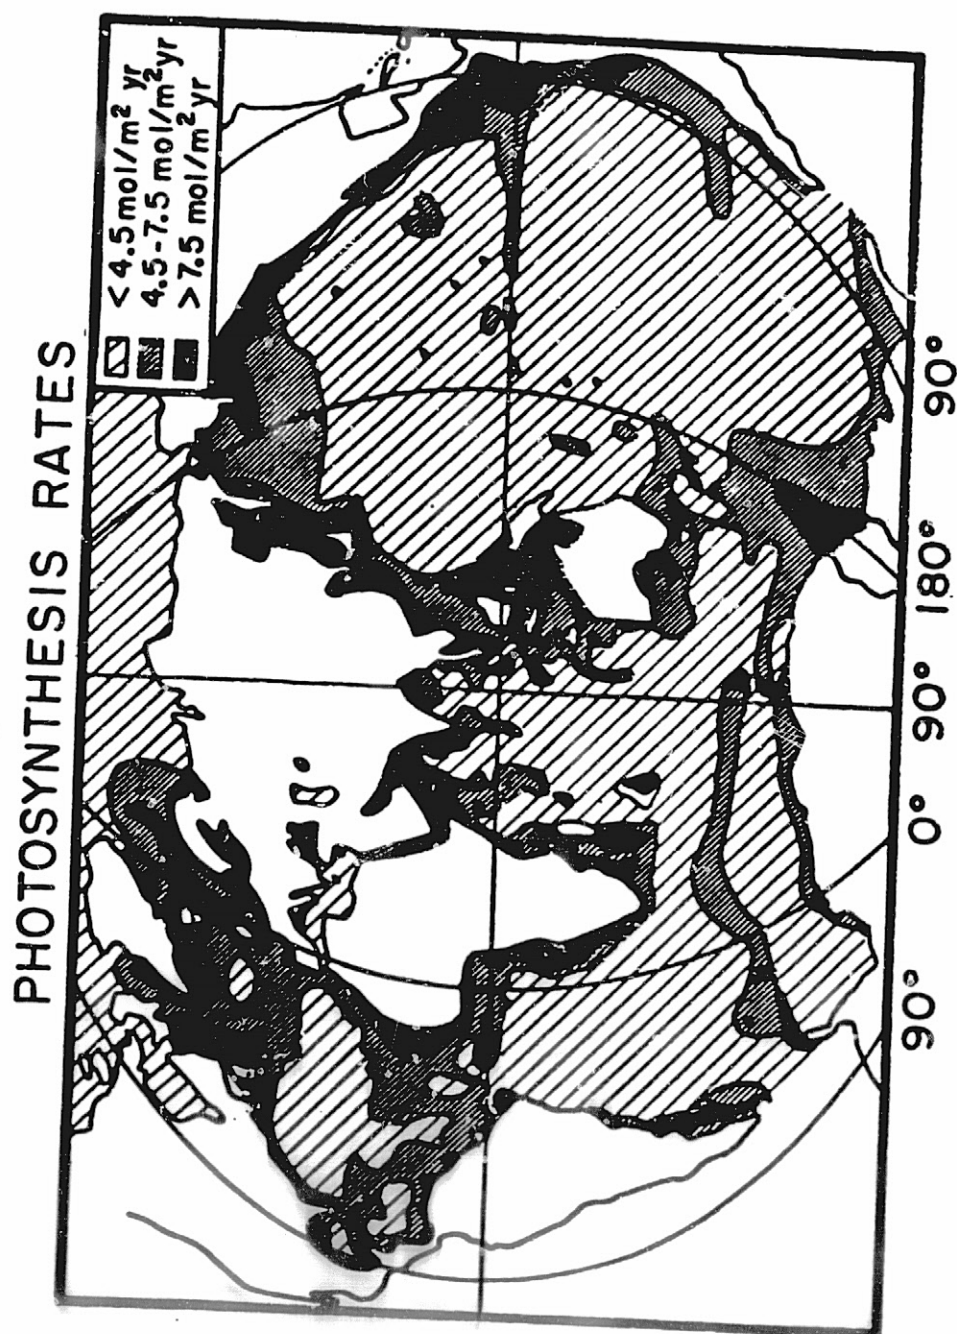 PHOTOSYNTHESIS RATES
< 4.5 mol/m² yr
4.5-7.5 mol/m² yr
> 7.5 mol/m² yr
90°
0°
90°
180°
90°